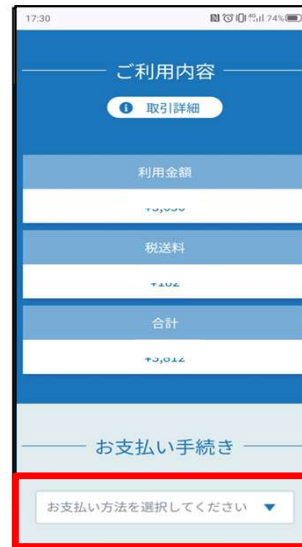 17:30
74%
ご利用内容
取引詳細
利用金額
税送料
合計
お支払い手続き
お支払い方法を選択してください